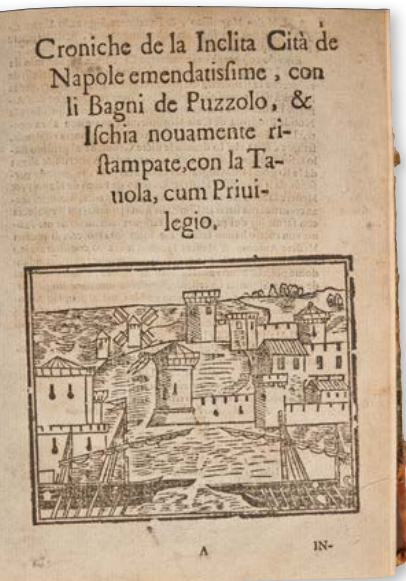 Croniche de la Inclita Cità de
Napole emendatissime , con
li Bagni de Puzzolo, &
Ischia nouamente ri-
stampate,con la Ta-
uola, cum Priui-
legio.
A IN-